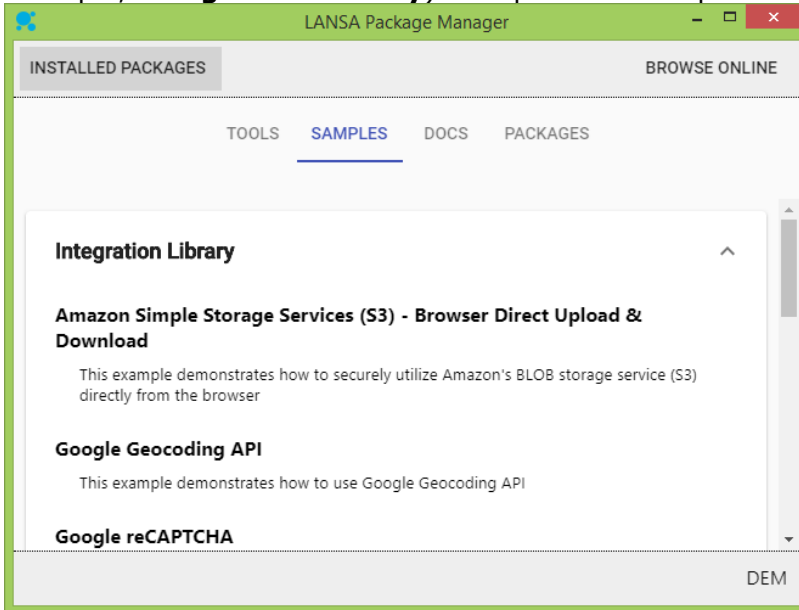 LANSA Package Manager
INSTALLED PACKAGES
BROWSE ONLINE
TOOLS SAMPLES DOCS PACKAGES
Integration Library
Amazon Simple Storage Services (S3) - Browser Direct Upload &
Download
This example demonstrates how to securely utilize Amazon's BLOB storage service (S3)
directly from the browser
Google Geocoding API
This example demonstrates how to use Google Geocoding API
Google reCAPTCHA
DEM